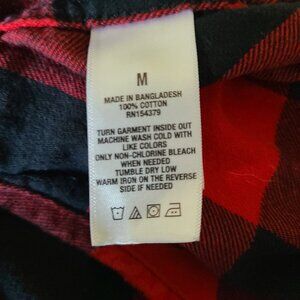 M
MADE IN BANGLADESH
100% COTTON
RN154379
TURN GARMENT INSIDE OUT
MACHINE WASH COLD WITH
LIKE COLORS
ONLY NON-CHLORINE BLEACH
WHEN NEEDED
TUMBLE DRY LOW
WARM IRON ON THE REVERSE
SIDE IF NEEDED